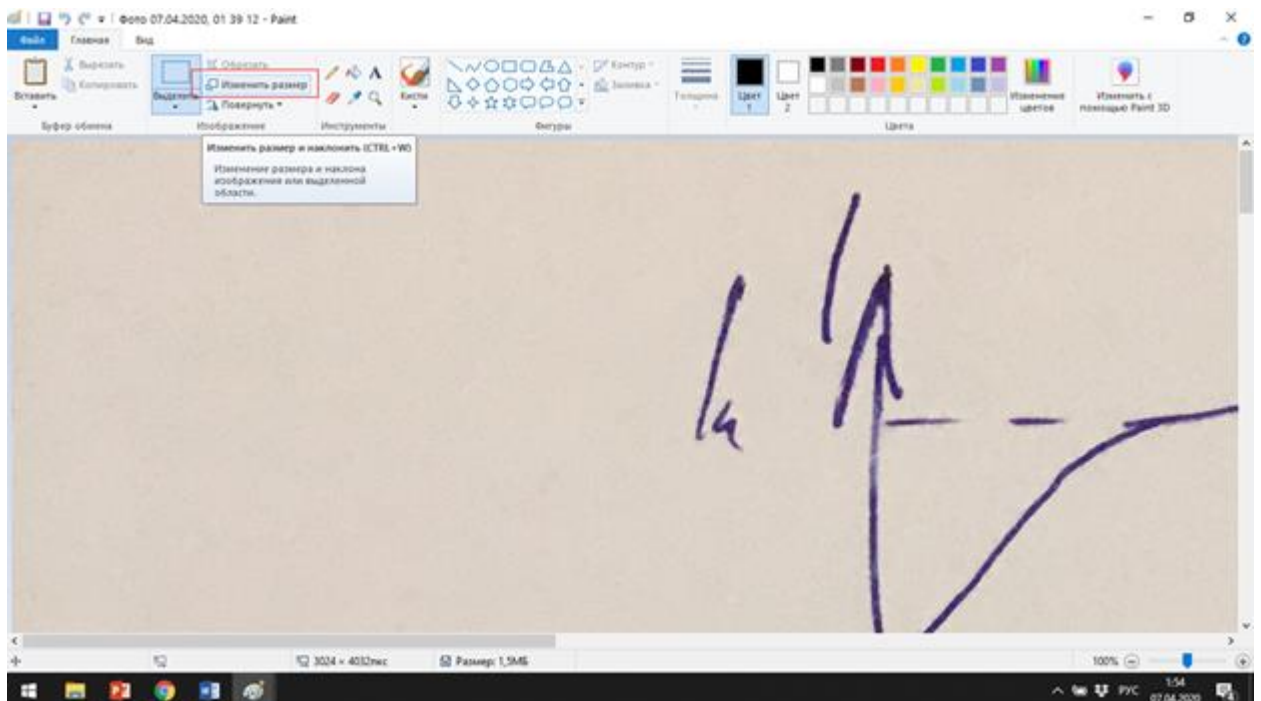 Фото 07.04.2020, 01 39 12 - Paint
Файл Главная Вид
Вставить
Вырезать
Копировать
Буфер обмена
Выделить
Обрезать
Изменить размер
Повернуть
Изображение
Инструменты
Кисти
Фигуры
Контур
Заливка
Толщина
Цвет 1
Цвет 2
Цвета
Изменение цветов
Изменить с помощью Paint 3D
Изменить размер и наклонить (CTRL+W)
Изменение размера и наклона
изображения или выделенной
области.
3024 × 4032пкс
Размер: 1,5МБ
100%
РУС
1:54
07.04.2020